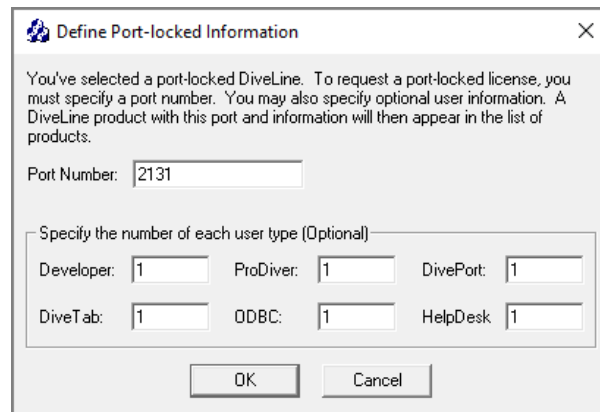 Define Port-locked Information
You've selected a port-locked DiveLine. To request a port-locked license, you
must specify a port number. You may also specify optional user information. A
DiveLine product with this port and information will then appear in the list of
products.
Port Number: 2131
Specify the number of each user type (Optional)
Developer: 1 ProDiver: 1 DivePort: 1
DiveTab: 1 ODBC: 1 HelpDesk 1
OK Cancel